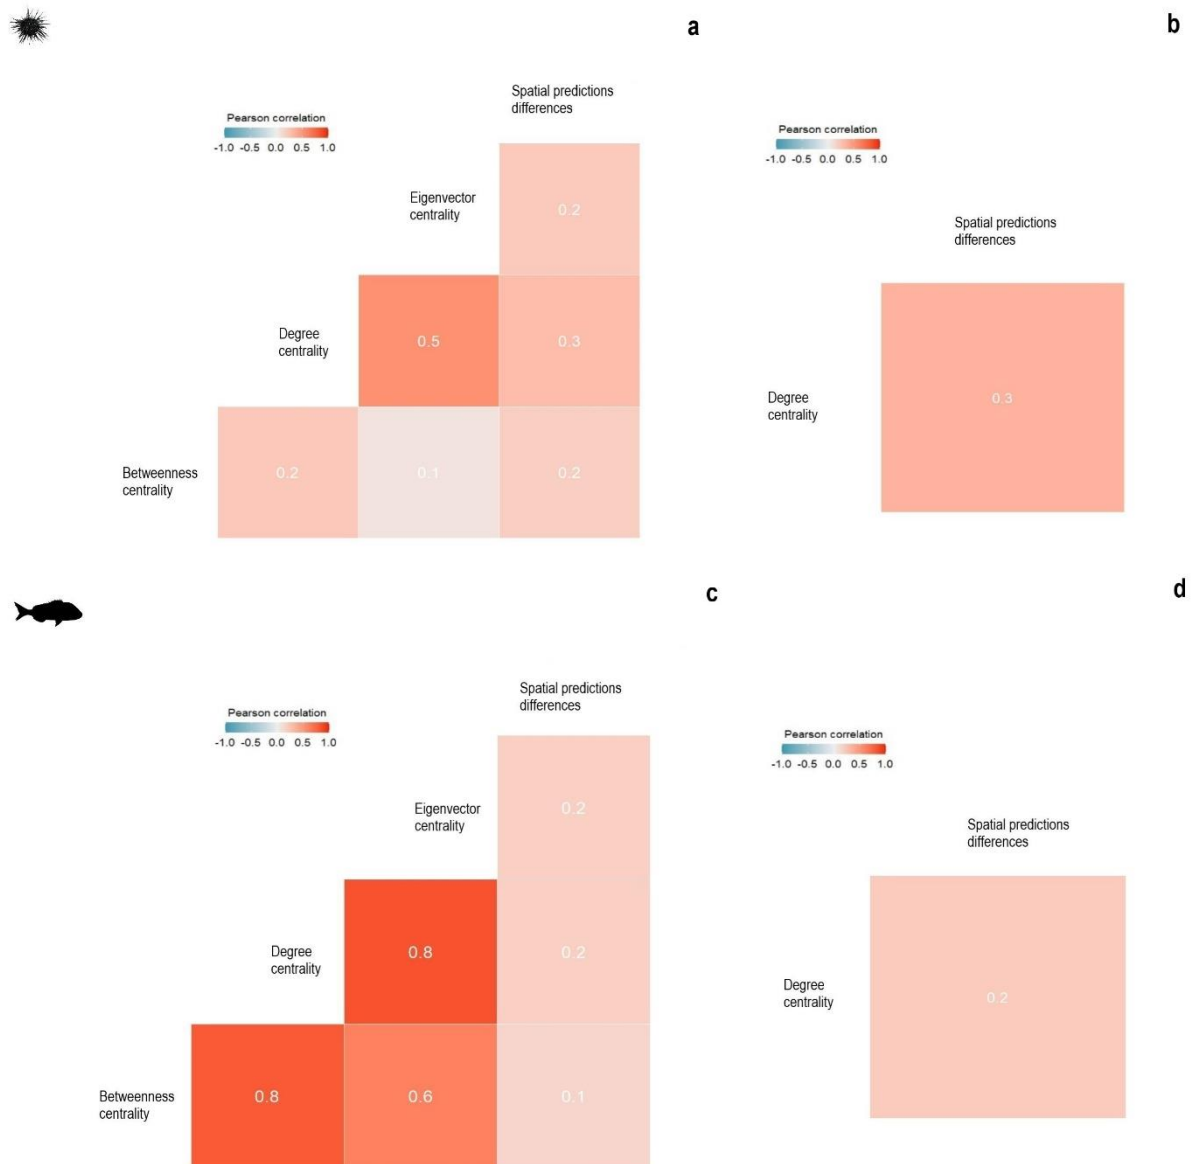 a
b
Spatial predictions
differences
Pearson correlation
-1.0 -0.5 0.0 0.5 1.0
Pearson correlation
-1.0 -0.5 0.0 0.5 1.0
Eigenvector
centrality
0.2
Spatial predictions
differences
Degree
centrality
0.5
0.3
Degree
centrality
0.3
Betweenness
centrality
0.2
0.1
0.2
c
d
Spatial predictions
differences
Pearson correlation
-1.0 -0.5 0.0 0.5 1.0
Pearson correlation
-1.0 -0.5 0.0 0.5 1.0
Eigenvector
centrality
0.2
Spatial predictions
differences
Degree
centrality
0.8
0.2
Degree
centrality
0.2
Betweenness
centrality
0.8
0.6
0.1